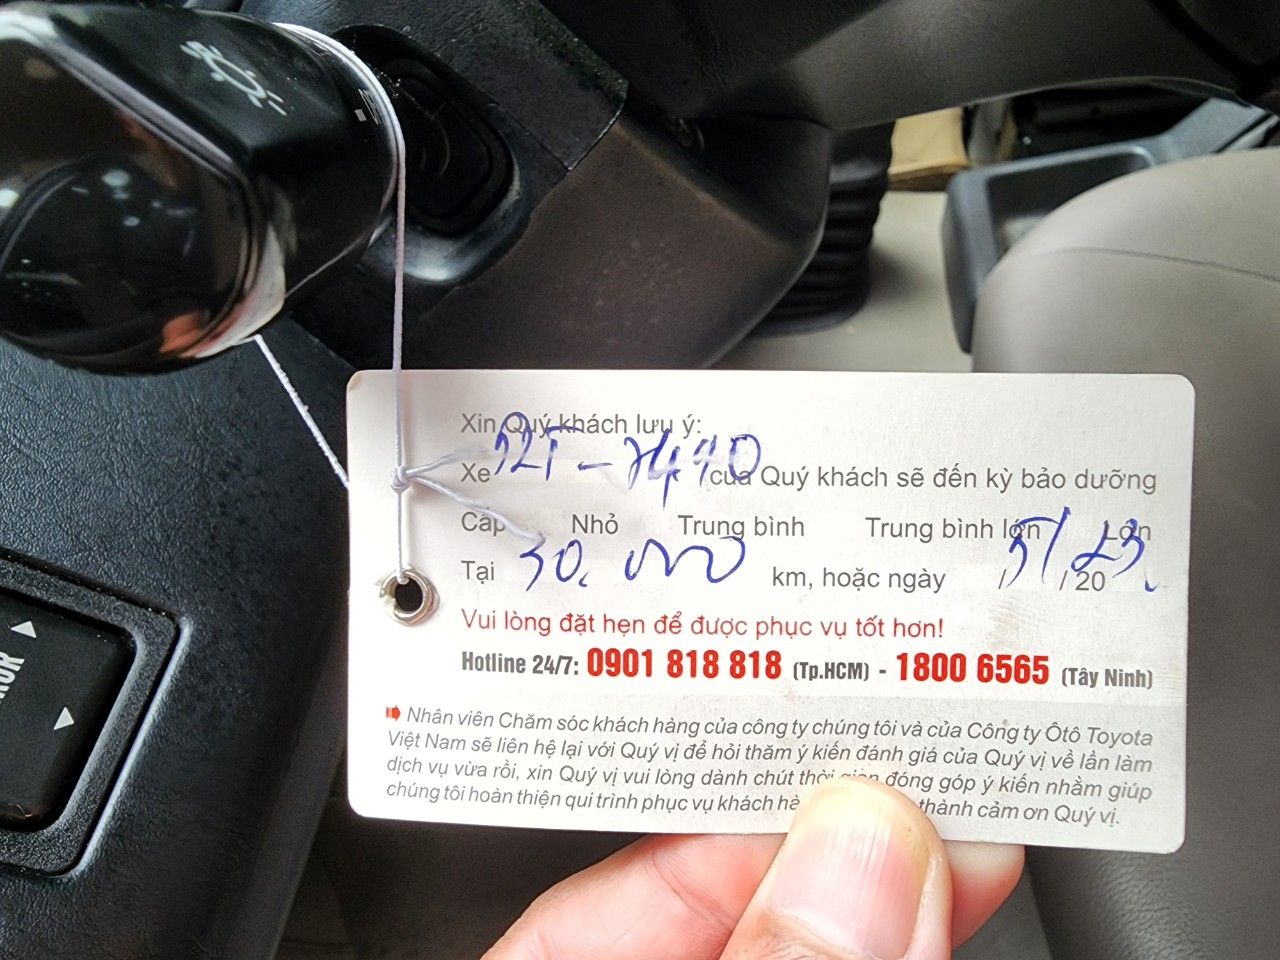 Xin Quý khách lưu ý:
Xe 52T - 7440 của Quý khách sẽ đến kỳ bảo dưỡng
Cấp Nhỏ Trung bình Trung bình lớn Lớn
Tại 30.000 km, hoặc ngày / 5 / 2023
Vui lòng đặt hẹn để được phục vụ tốt hơn!
Hotline 24/7: 0901 818 818 (Tp.HCM) - 1800 6565 (Tây Ninh)
Nhân viên Chăm sóc khách hàng của công ty chúng tôi và của Công ty Ôtô Toyota
Việt Nam sẽ liên hệ lại với Quý vị để hỏi thăm ý kiến đánh giá của Quý vị về lần làm
dịch vụ vừa rồi, xin Quý vị vui lòng dành chút thời gian đóng góp ý kiến nhằm giúp
chúng tôi hoàn thiện qui trình phục vụ khách thành cảm ơn Quý vị.